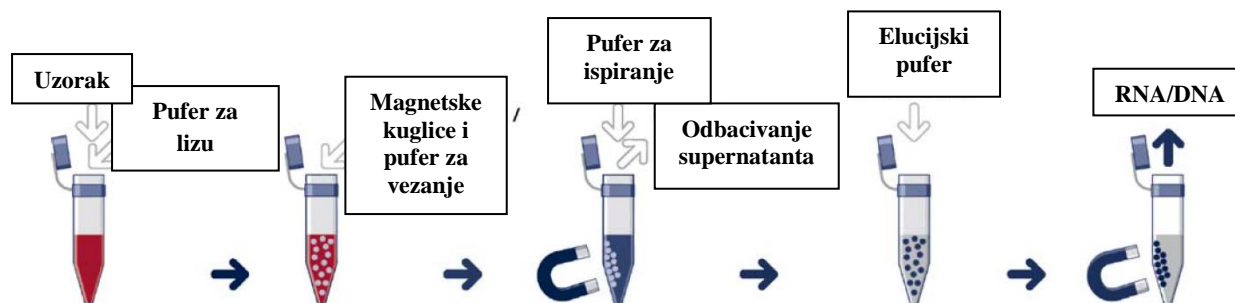 Uzorak
Pufer za
lizu
Magnetske
kuglice i
pufer za
vezanje
/
Pufer za
ispiranje
Odbacivanje
supernatanta
Elucijski
pufer
RNA/DNA